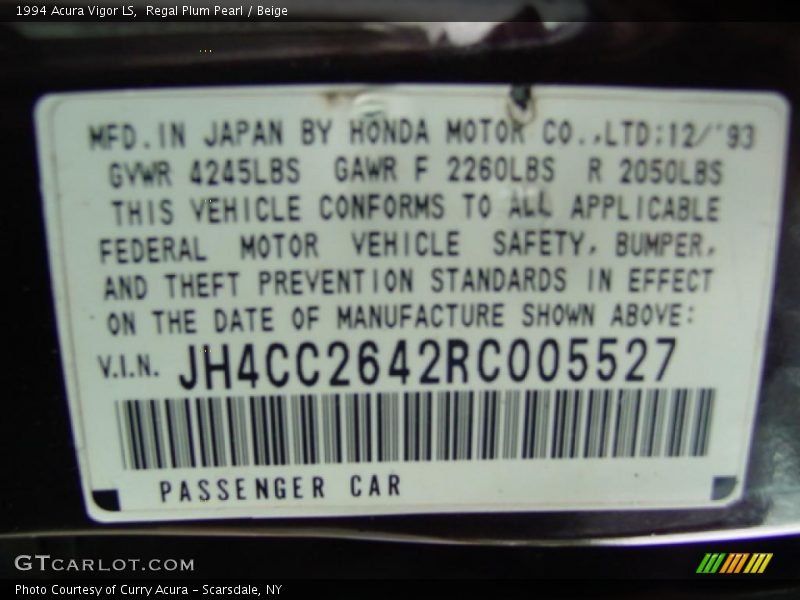 1994 Acura Vigor LS,  Regal Plum Pearl / Beige
MFD.IN JAPAN BY HONDA MOTOR CO.,LTD:12/'93
GVWR 4245LBS GAWR F 2260LBS R 2050LBS
THIS VEHICLE CONFORMS TO ALL APPLICABLE
FEDERAL MOTOR VEHICLE SAFETY, BUMPER,
AND THEFT PREVENTION STANDARDS IN EFFECT
ON THE DATE OF MANUFACTURE SHOWN ABOVE:
V.I.N. JH4CC2642RC005527
PASSENGER CAR
GTCARLOT.COM
Photo Courtesy of Curry Acura - Scarsdale, NY